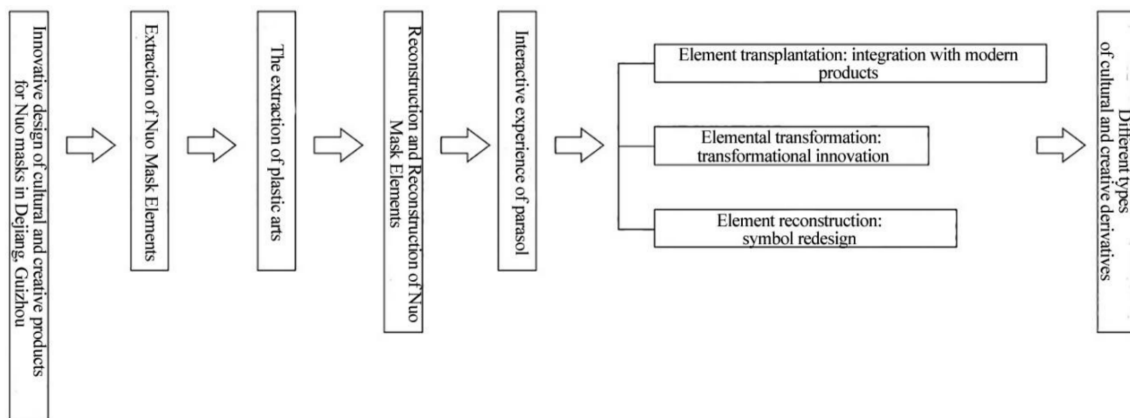 Innovative design of cultural and creative products
for Nuo masks in Dejiang, Guizhou
Extraction of Nuo Mask Elements
The extraction of plastic arts
Reconstruction and Reconstruction of Nuo
Mask Elements
Interactive experience of parasol
Element transplantation: integration with modern
products
Elemental transformation:
transformational innovation
Element reconstruction:
symbol redesign
Different types
of cultural and creative derivatives